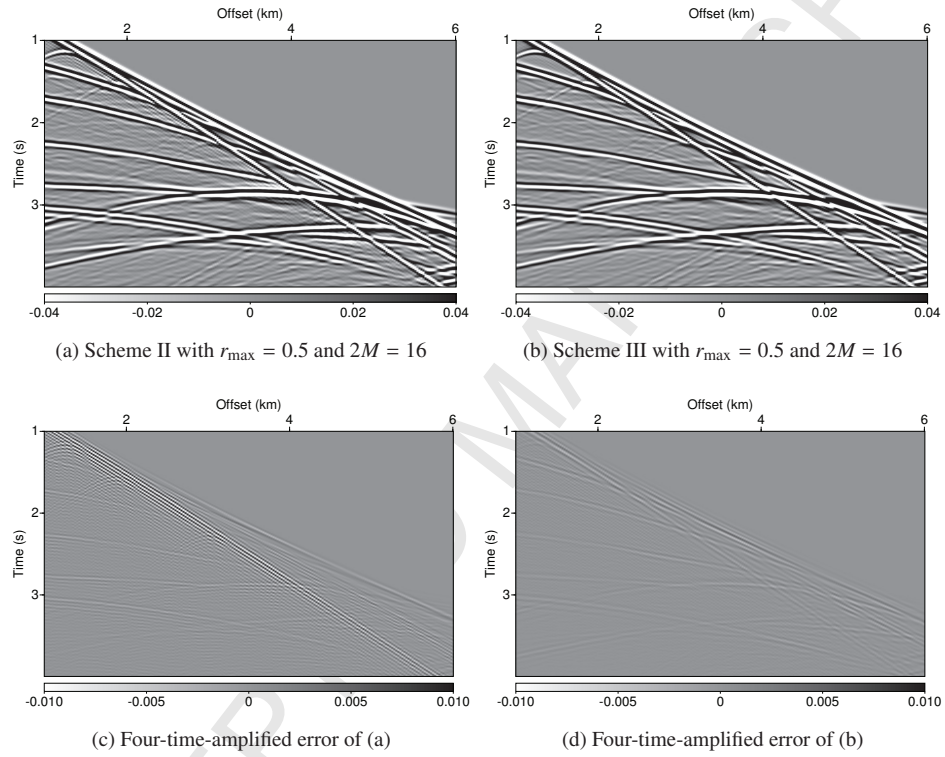 Offset (km)
2 4 6
1
2
3
Time (s)
-0.04 -0.02 0 0.02 0.04
(a) Scheme II with r_max = 0.5 and 2M = 16
Offset (km)
2 4 6
1
2
3
Time (s)
-0.04 -0.02 0 0.02 0.04
(b) Scheme III with r_max = 0.5 and 2M = 16
Offset (km)
2 4 6
1
2
3
Time (s)
-0.010 -0.005 0 0.005 0.010
(c) Four-time-amplified error of (a)
Offset (km)
2 4 6
1
2
3
Time (s)
-0.010 -0.005 0 0.005 0.010
(d) Four-time-amplified error of (b)